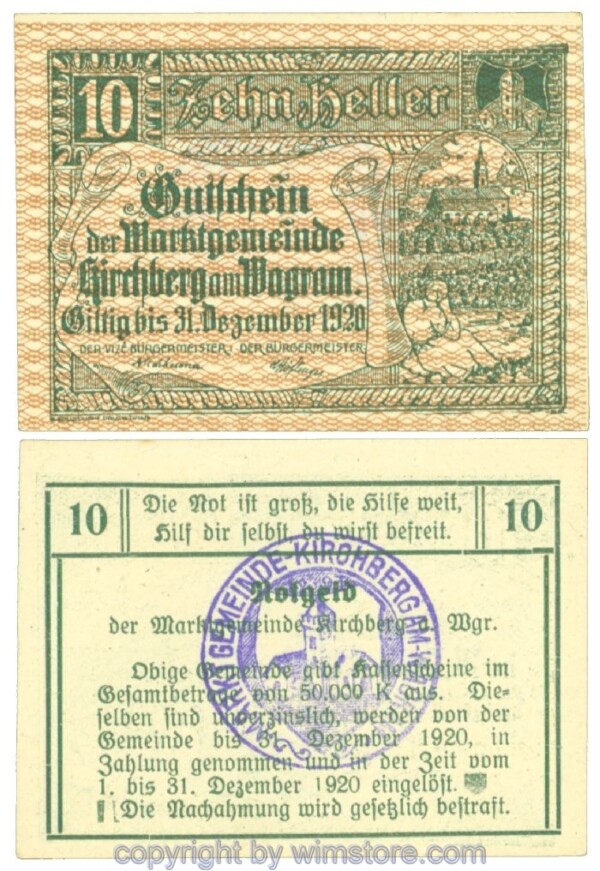 10 Zehn Heller
Gutschein
der Marktgemeinde
Kirchberg am Wagram.
Giltig bis 31. Dezember 1920
DER VIZE BÜRGERMEISTER: DER BÜRGERMEISTER
10 Die Not ist groß, die Hilfe weit, 10
Hilf dir selbst du wirst befreit.
MARKTGEMEINDE-KIRCHBERG AM-WGR
Notgeld
der Marktgemeinde Kirchberg a. Wgr.
Obige Gemeinde gibt Kassenscheine im
Gesamtbetrage von 50.000 K aus. Die-
selben sind unverzinslich, werden von der
Gemeinde bis 31. Dezember 1920, in
Zahlung genommen und in der Zeit vom
1. bis 31. Dezember 1920 eingelöst.
Die Nachahmung wird gesetzlich bestraft.
copyright by wimstore.com